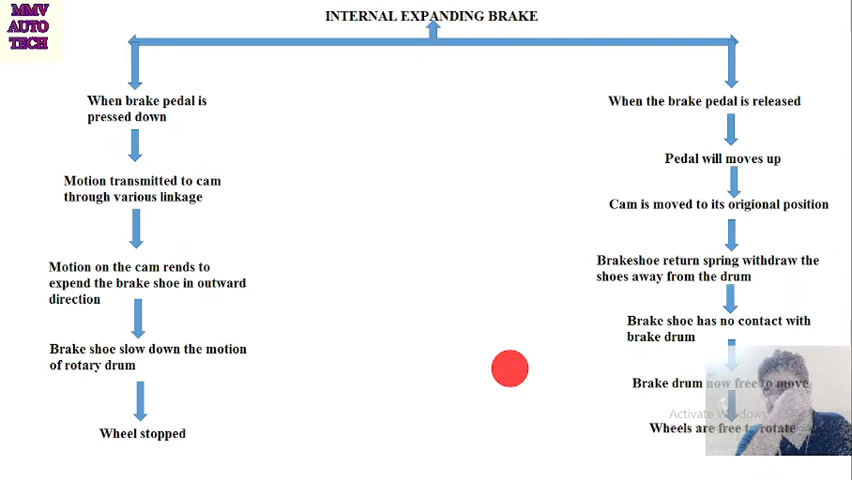 MMV
AUTO
TECH
INTERNAL EXPANDING BRAKE
When brake pedal is
pressed down
Motion transmitted to cam
through various linkage
Motion on the cam rends to
expend the brake shoe in outward
direction
Brake shoe slow down the motion
of rotary drum
Wheel stopped
When the brake pedal is released
Pedal will moves up
Cam is moved to its origional position
Brakeshoe return spring withdraw the
shoes away from the drum
Brake shoe has no contact with
brake drum
Brake drum now free to move
Activate Windows
Wheels are free to rotate